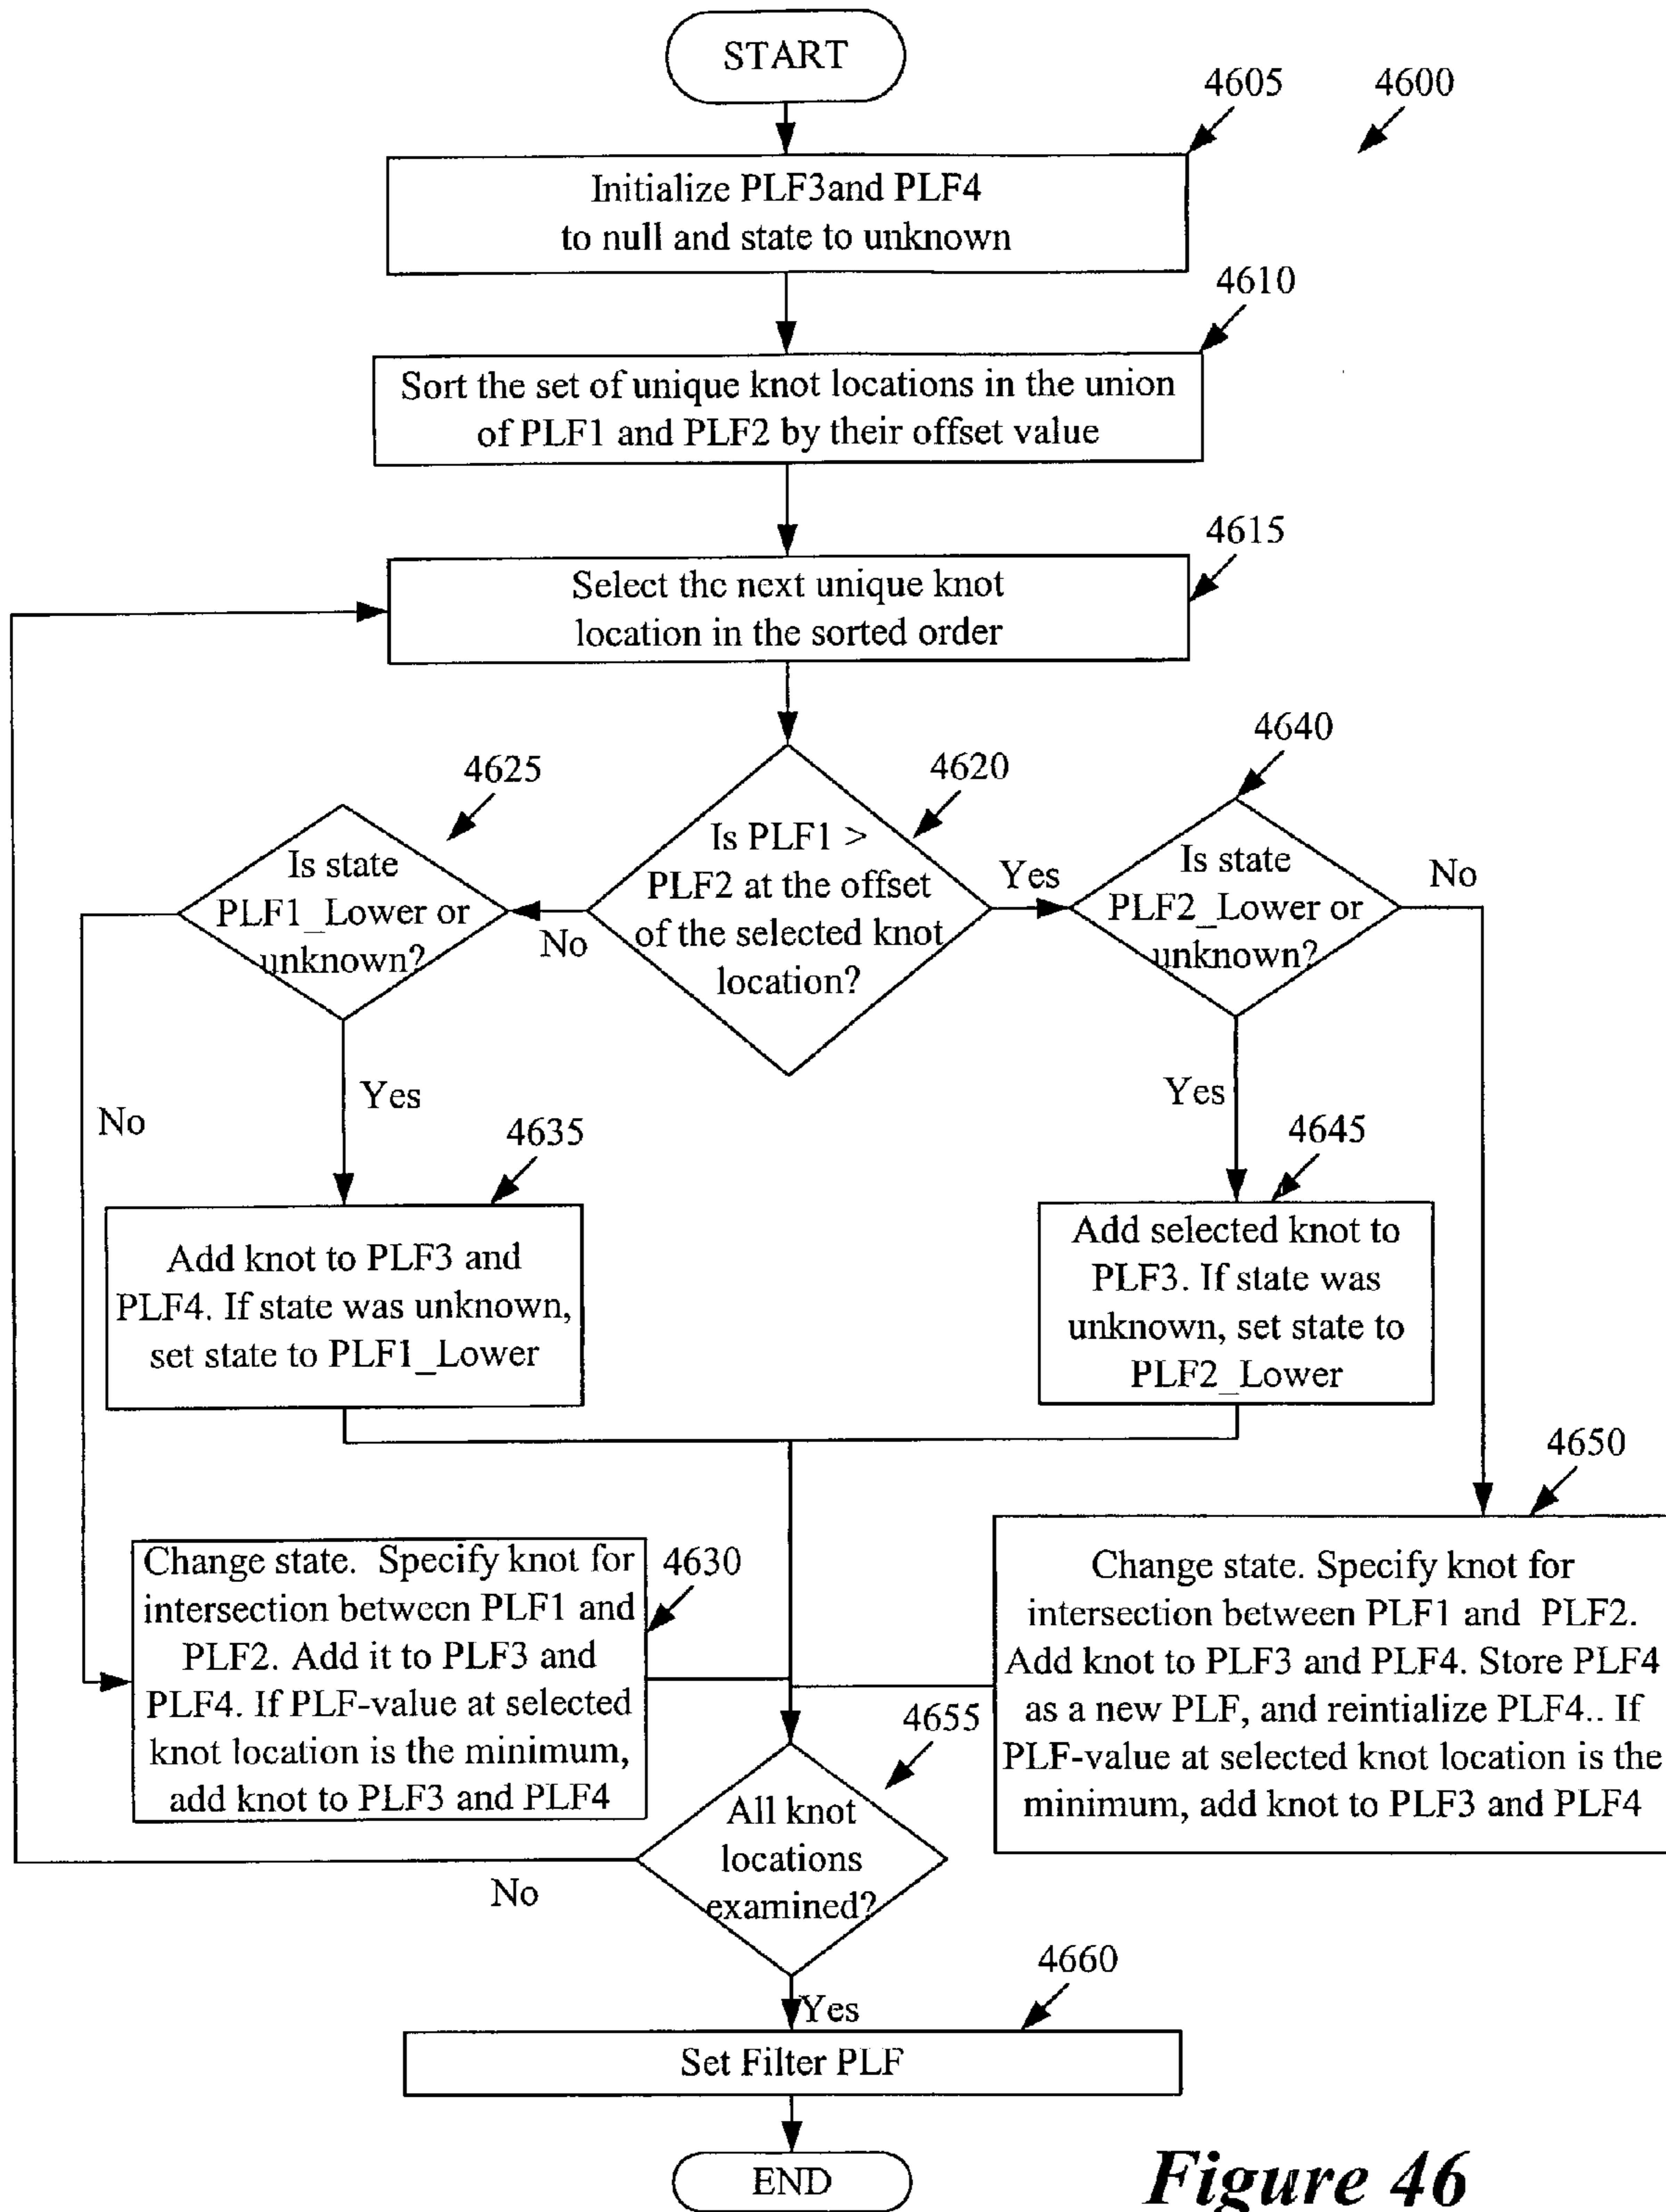 START
4605
4600
Initialize PLF3and PLF4
to null and state to unknown
4610
Sort the set of unique knot locations in the union
of PLF1 and PLF2 by their offset value
4615
Select the next unique knot
location in the sorted order
4625
4620
4640
Is state
PLF1_Lower or
unknown?
Is PLF1 >
PLF2 at the offset
of the selected knot
location?
Is state
PLF2_Lower or
unknown?
No
Yes
No
No
Yes
Yes
4635
4645
Add knot to PLF3 and
PLF4. If state was unknown,
set state to PLF1_Lower
Add selected knot to
PLF3. If state was
unknown, set state to
PLF2_Lower
4630
4650
Change state. Specify knot for
intersection between PLF1 and
PLF2. Add it to PLF3 and
PLF4. If PLF-value at selected
knot location is the minimum,
add knot to PLF3 and PLF4
Change state. Specify knot for
intersection between PLF1 and PLF2.
Add knot to PLF3 and PLF4. Store PLF4
as a new PLF, and reintialize PLF4.. If
PLF-value at selected knot location is the
minimum, add knot to PLF3 and PLF4
4655
All knot
locations
examined?
No
Yes
4660
Set Filter PLF
END
Figure 46